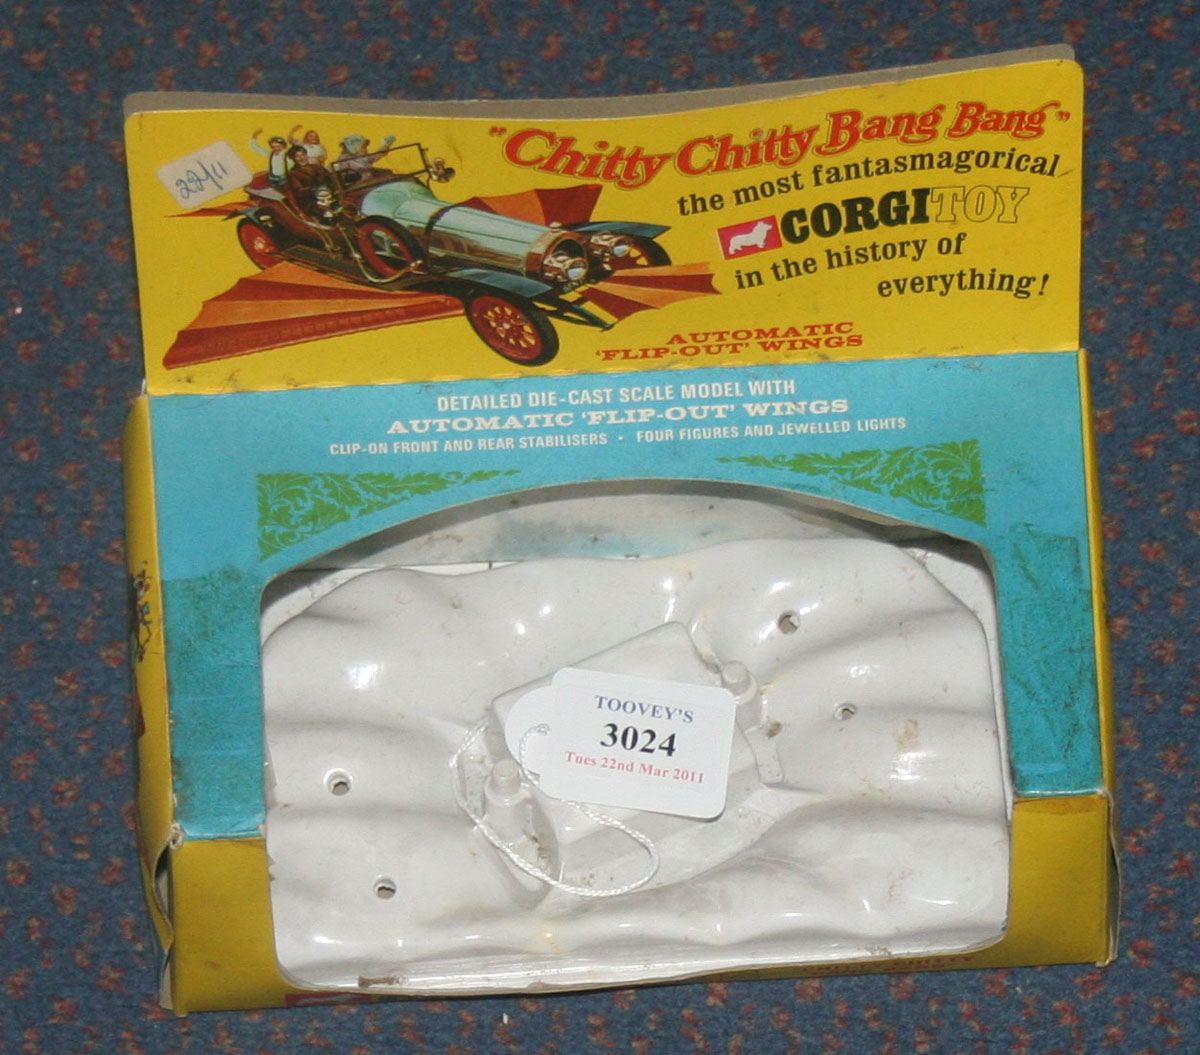 22/11
"Chitty Chitty Bang Bang"
the most fantasmagorical
CORGI TOY
in the history of
everything!
AUTOMATIC
'FLIP-OUT' WINGS
DETAILED DIE-CAST SCALE MODEL WITH
AUTOMATIC 'FLIP-OUT' WINGS
CLIP-ON FRONT AND REAR STABILISERS · FOUR FIGURES AND JEWELLED LIGHTS
TOOVEY'S
3024
Tues 22nd Mar 2011